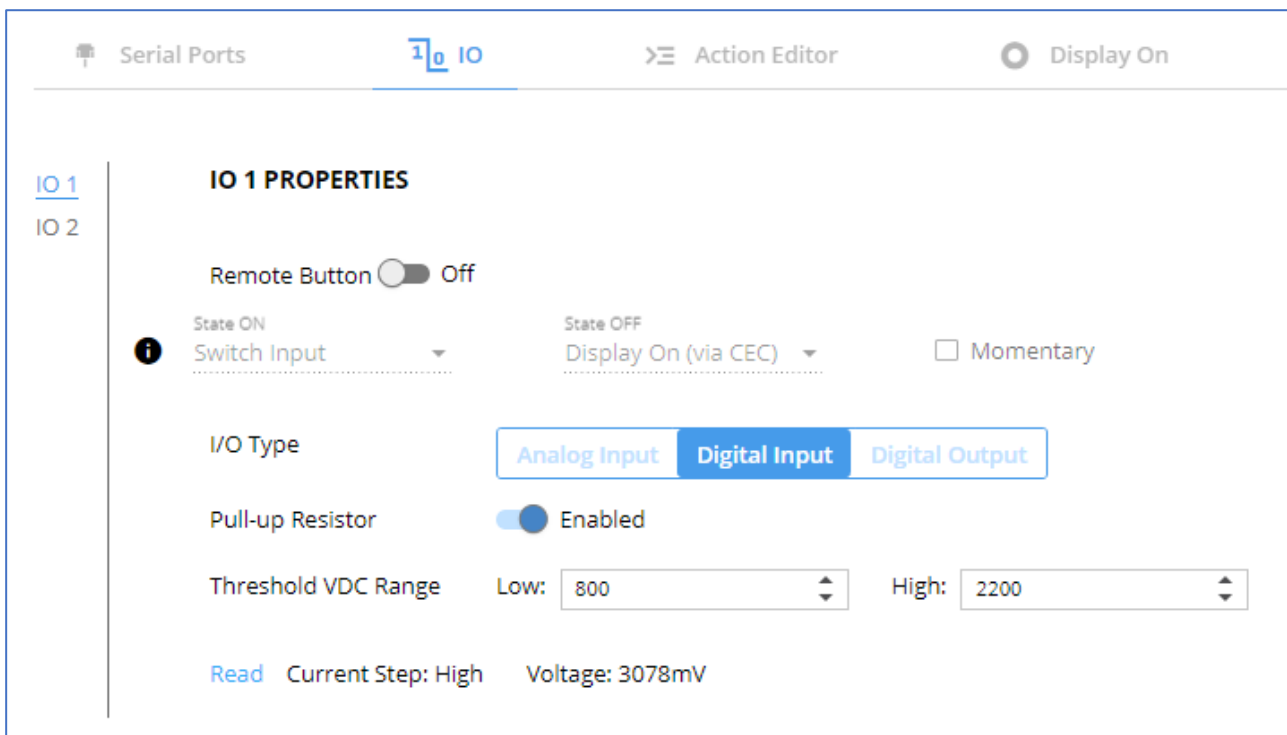 Serial Ports 1 0 IO Action Editor Display On
IO 1
IO 2
IO 1 PROPERTIES
Remote Button Off
State ON State OFF
i Switch Input Display On (via CEC) Momentary
I/O Type Analog Input Digital Input Digital Output
Pull-up Resistor Enabled
Threshold VDC Range Low: 800 High: 2200
Read Current Step: High Voltage: 3078mV